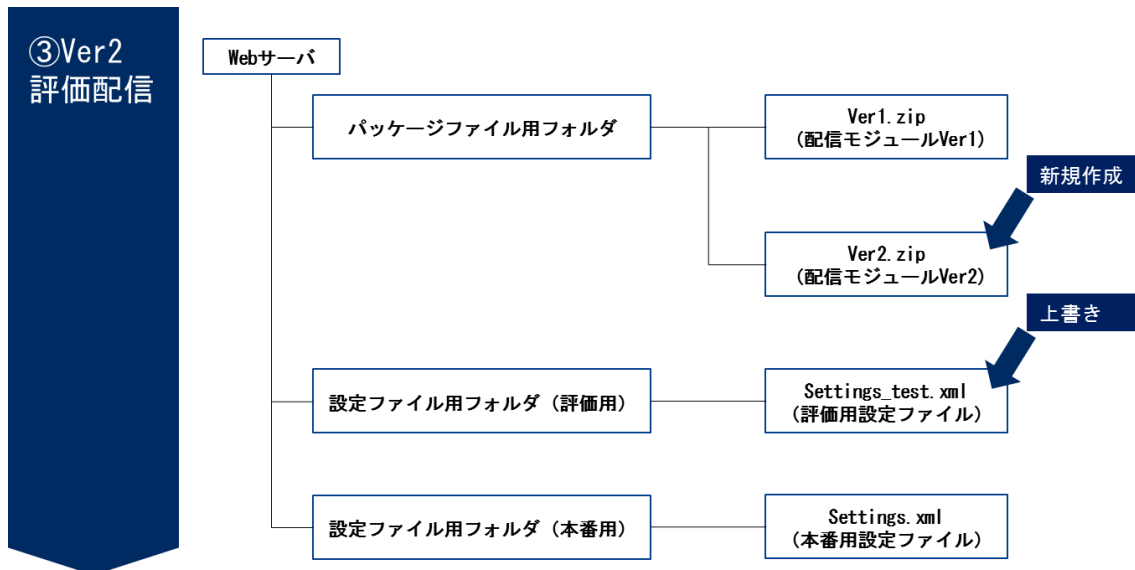 ③Ver2
評価配信
Webサーバ
パッケージファイル用フォルダ
Ver1.zip
(配信モジュールVer1)
新規作成
Ver2.zip
(配信モジュールVer2)
上書き
設定ファイル用フォルダ（評価用）
Settings_test.xml
(評価用設定ファイル)
設定ファイル用フォルダ（本番用）
Settings.xml
(本番用設定ファイル)